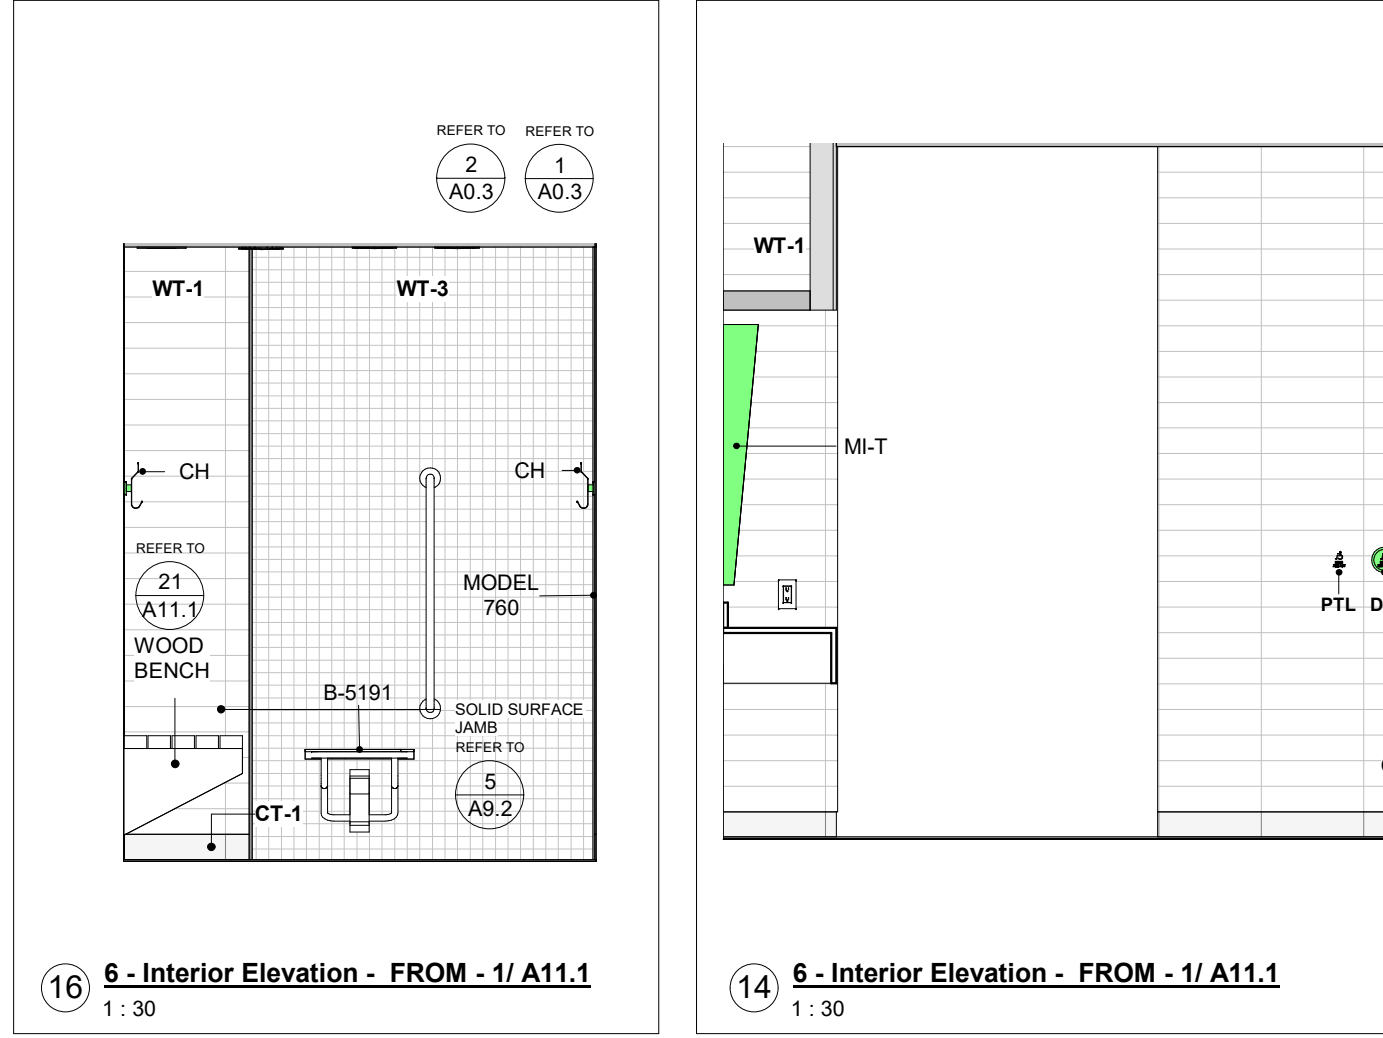 REFER TO
2
A0.3
REFER TO
1
A0.3
WT-1
WT-3
CH
CH
REFER TO
21
A11.1
WOOD
BENCH
MODEL
760
B-5191
SOLID SURFACE
JAMB
REFER TO
5
A9.2
CT-1
16
6 - Interior Elevation - FROM - 1/ A11.1
1 : 30
WT-1
MI-T
PTL
14
6 - Interior Elevation - FROM - 1/ A11.1
1 : 30